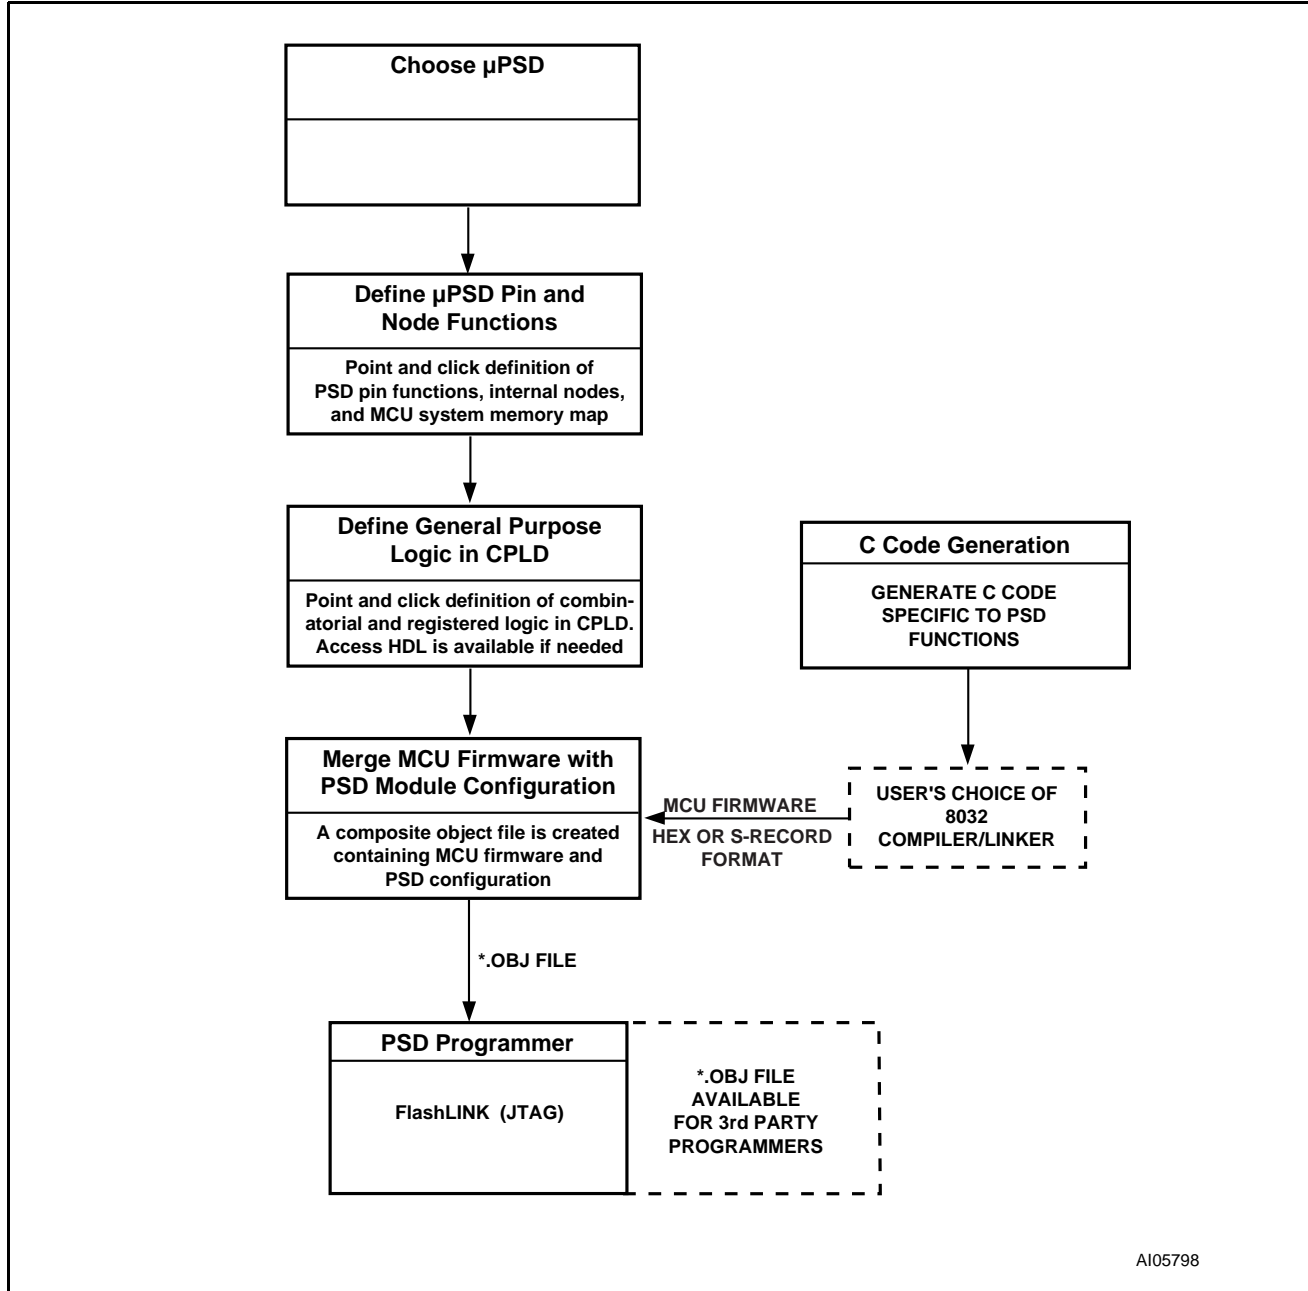 Choose µPSD
Define µPSD Pin and
Node Functions
Point and click definition of
PSD pin functions, internal nodes,
and MCU system memory map
Define General Purpose
Logic in CPLD
Point and click definition of combin-
atorial and registered logic in CPLD.
Access HDL is available if needed
C Code Generation
GENERATE C CODE
SPECIFIC TO PSD
FUNCTIONS
Merge MCU Firmware with
PSD Module Configuration
A composite object file is created
containing MCU firmware and
PSD configuration
MCU FIRMWARE
HEX OR S-RECORD
FORMAT
USER'S CHOICE OF
8032
COMPILER/LINKER
*.OBJ FILE
PSD Programmer
FlashLINK (JTAG)
*.OBJ FILE
AVAILABLE
FOR 3rd PARTY
PROGRAMMERS
AI05798